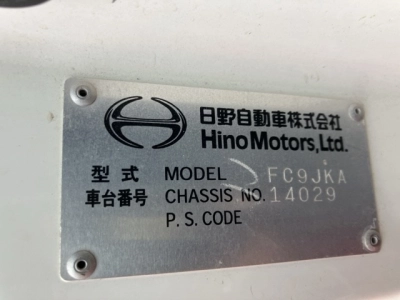 日野自動車株式会社
Hino Motors, Ltd.
型式 MODEL FC9JKA
車台番号 CHASSIS NO. 14029
P.S. CODE